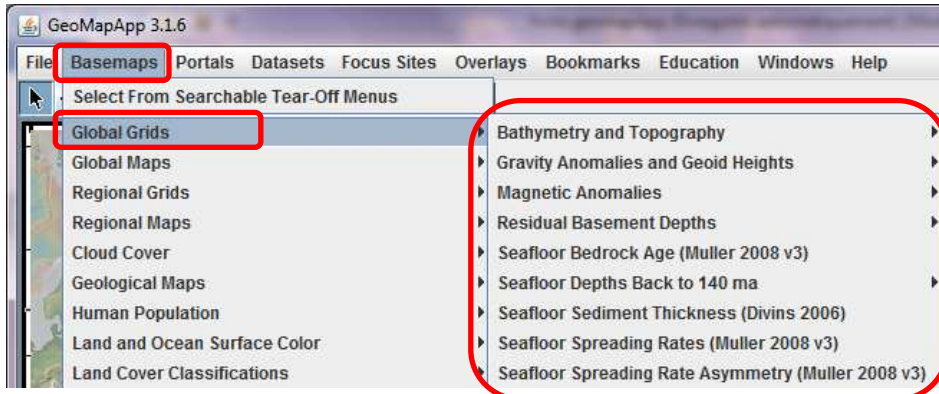 GeoMapApp 3.1.6
File Basemaps Portals Datasets Focus Sites Overlays Bookmarks Education Windows Help
Select From Searchable Tear-Off Menus
Global Grids
Global Maps
Regional Grids
Regional Maps
Cloud Cover
Geological Maps
Human Population
Land and Ocean Surface Color
Land Cover Classifications
Bathymetry and Topography
Gravity Anomalies and Geoid Heights
Magnetic Anomalies
Residual Basement Depths
Seafloor Bedrock Age (Muller 2008 v3)
Seafloor Depths Back to 140 ma
Seafloor Sediment Thickness (Divins 2006)
Seafloor Spreading Rates (Muller 2008 v3)
Seafloor Spreading Rate Asymmetry (Muller 2008 v3)